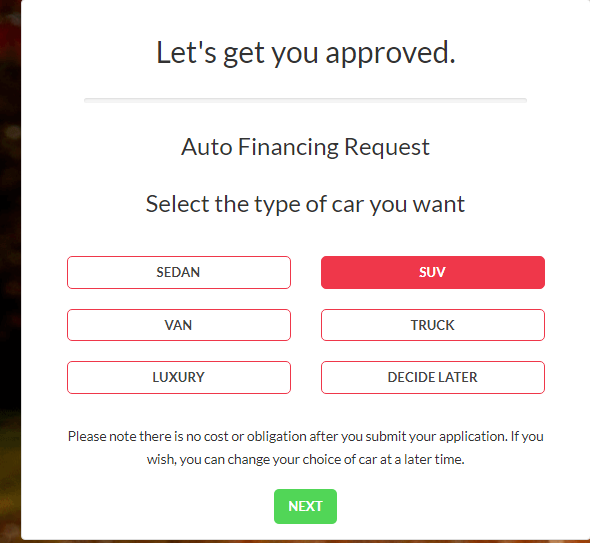 Let's get you approved.
Auto Financing Request
Select the type of car you want
SEDAN
SUV
VAN
TRUCK
LUXURY
DECIDE LATER
Please note there is no cost or obligation after you submit your application. If you
wish, you can change your choice of car at a later time.
NEXT